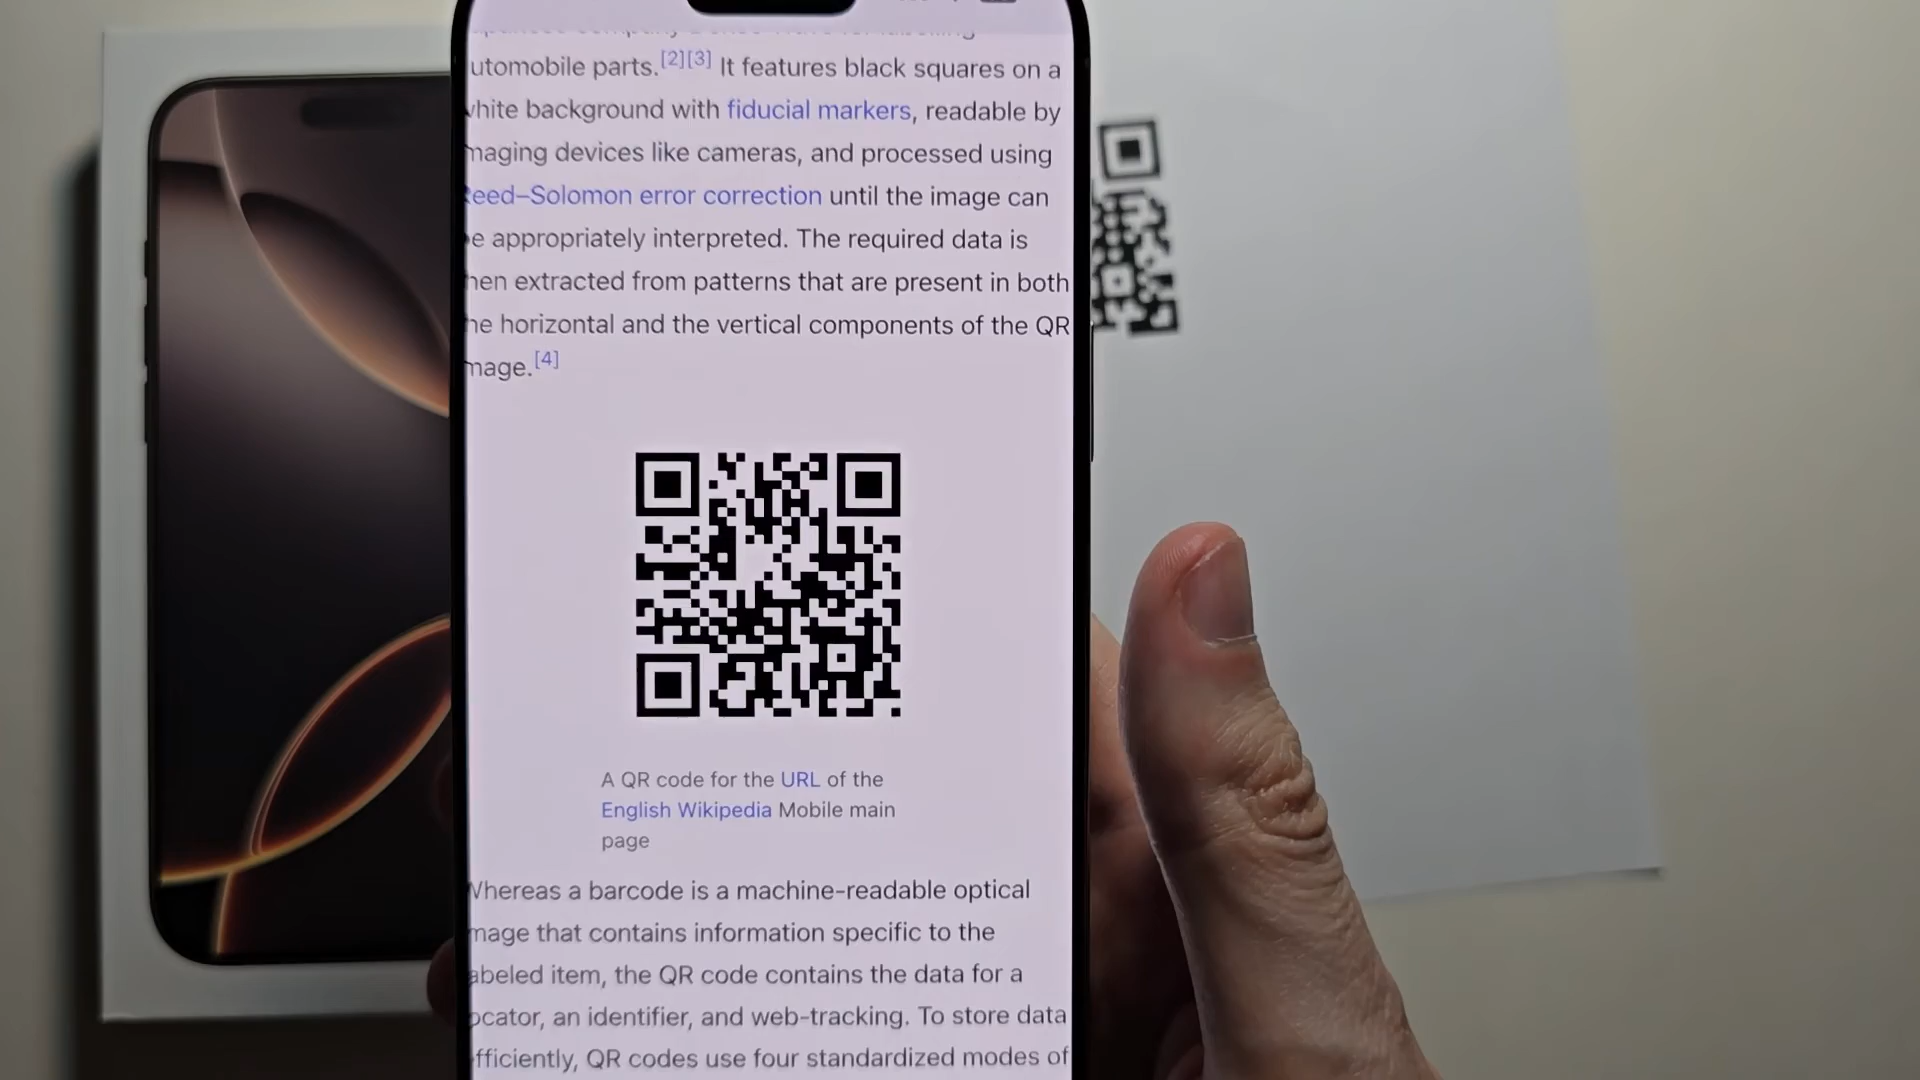 utomobile parts.[2][3] It features black squares on a
hite background with fiducial markers, readable by
maging devices like cameras, and processed using
eed–Solomon error correction until the image can
e appropriately interpreted. The required data is
hen extracted from patterns that are present in both
he horizontal and the vertical components of the QR
mage.[4]
A QR code for the URL of the
English Wikipedia Mobile main
page
Whereas a barcode is a machine-readable optical
mage that contains information specific to the
abeled item, the QR code contains the data for a
ocator, an identifier, and web-tracking. To store data
fficiently, QR codes use four standardized modes of